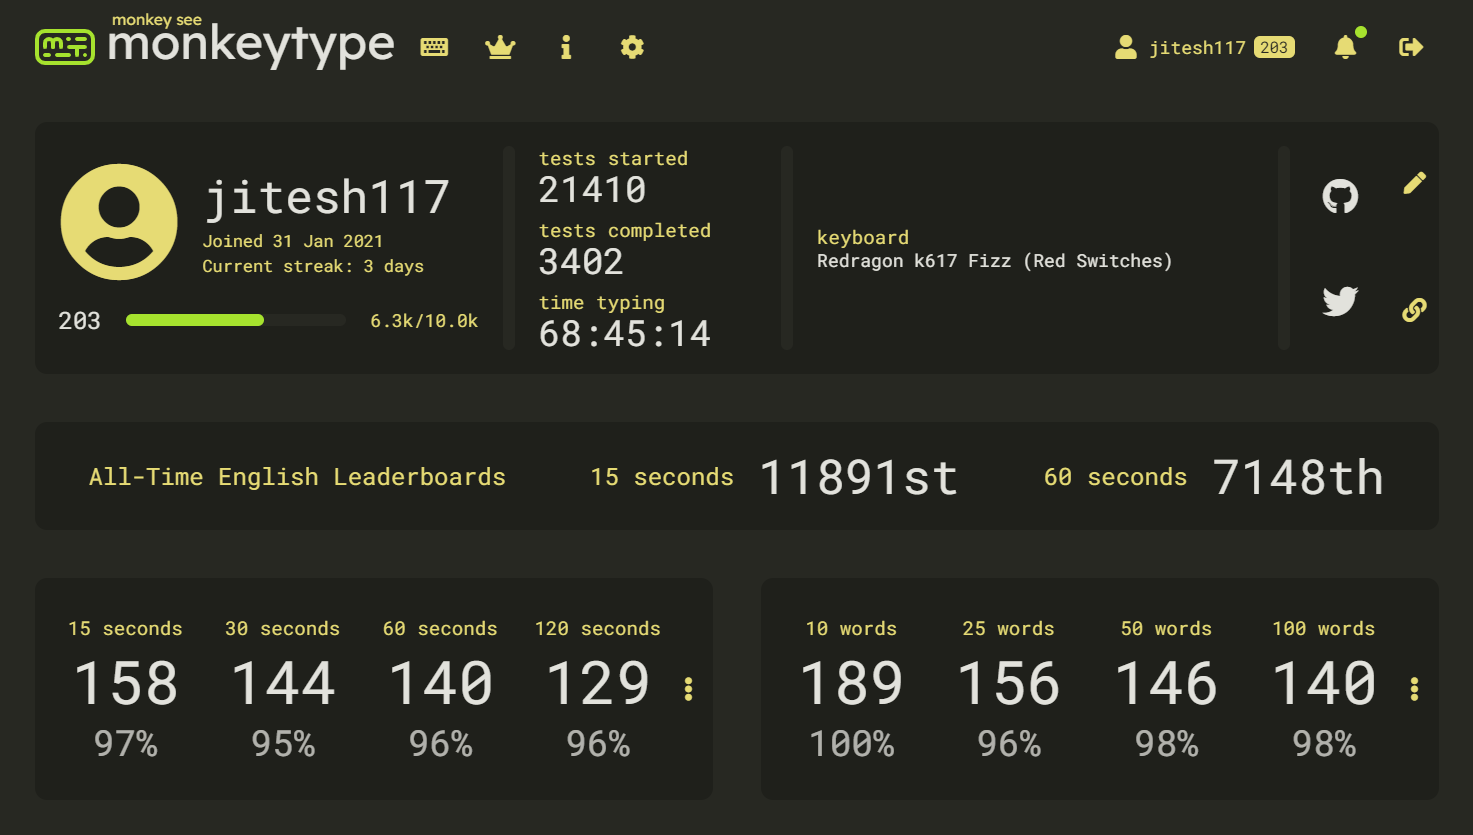 monkey see
monkeytype
jitesh117 203
jitesh117
Joined 31 Jan 2021
Current streak: 3 days
203 6.3k/10.0k
tests started
21410
tests completed
3402
time typing
68:45:14
keyboard
Redragon k617 Fizz (Red Switches)
All-Time English Leaderboards 15 seconds 11891st 60 seconds 7148th
15 seconds 30 seconds 60 seconds 120 seconds
158 144 140 129
97% 95% 96% 96%
10 words 25 words 50 words 100 words
189 156 146 140
100% 96% 98% 98%